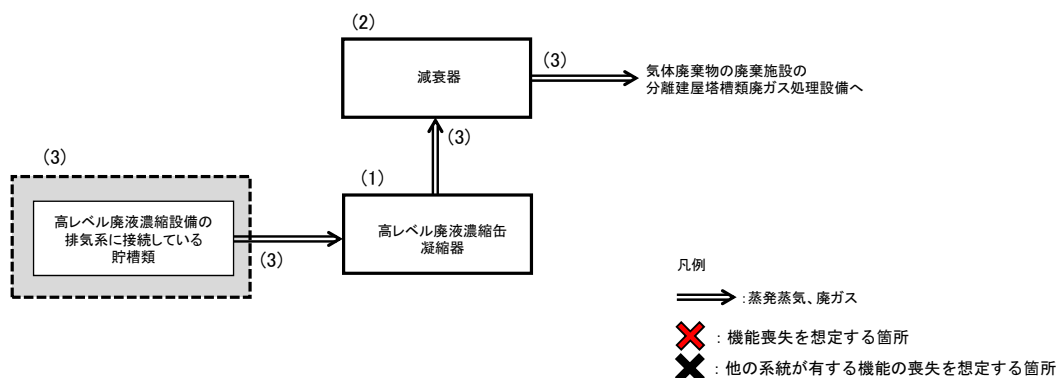 (2)
減衰器
(3)
気体廃棄物の廃棄施設の
分離建屋塔槽類廃ガス処理設備へ
(3)
(3)
(1)
高レベル廃液濃縮設備の
排気系に接続している
貯槽類
(3)
高レベル廃液濃縮缶
凝縮器
凡例
：蒸発蒸気、廃ガス
：機能喪失を想定する箇所
：他の系統が有する機能の喪失を想定する箇所